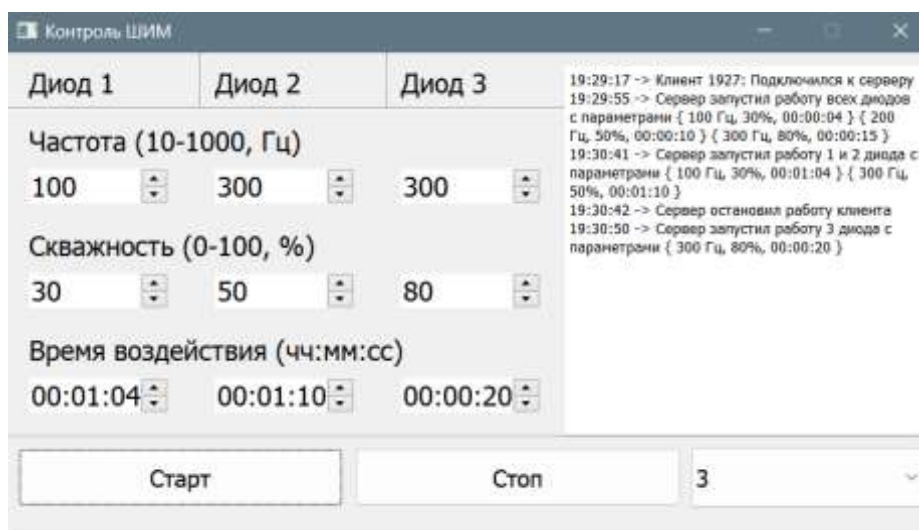 Контроль ШИМ
Диод 1 Диод 2 Диод 3
Частота (10-1000, Гц)
100 300 300
Скважность (0-100, %)
30 50 80
Время воздействия (чч:мм:сс)
00:01:04 00:01:10 00:00:20
19:29:17 -> Клиент 1927: Подключился к серверу
19:29:55 -> Сервер запустил работу всех диодов
с параметрами { 100 Гц, 30%, 00:00:04 } { 200
Гц, 50%, 00:00:10 } { 300 Гц, 80%, 00:00:15 }
19:30:41 -> Сервер запустил работу 1 и 2 диода с
параметрами { 100 Гц, 30%, 00:01:04 } { 300 Гц,
50%, 00:01:10 }
19:30:42 -> Сервер остановил работу клиента
19:30:50 -> Сервер запустил работу 3 диода с
параметрами { 300 Гц, 80%, 00:00:20 }
Старт Стоп 3